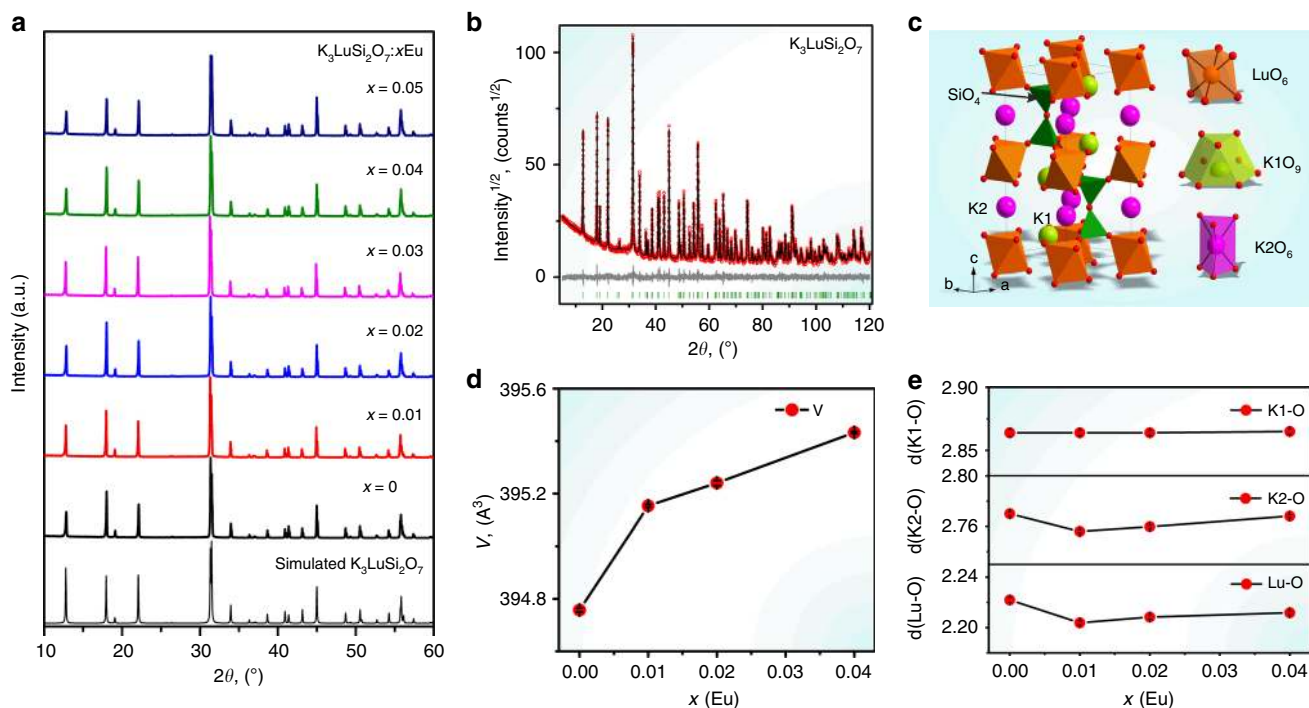 a
K₃LuSi₂O₇:xEu
x = 0.05
x = 0.04
x = 0.03
x = 0.02
x = 0.01
x = 0
Simulated K₃LuSi₂O₇
Intensity (a.u.)
10 20 30 40 50 60
2θ, (°)
b
K₃LuSi₂O₇
100
50
0
Intensity¹ᐟ², (counts¹ᐟ²)
20 40 60 80 100 120
2θ, (°)
c
SiO₄
K2
K1
c
b
a
LuO₆
K1O₉
K2O₆
d
V
395.6
395.2
394.8
V, (A³)
0.00 0.01 0.02 0.03 0.04
x (Eu)
e
2.90
2.85
2.80
2.76
2.24
2.20
d(K1-O)
d(K2-O)
d(Lu-O)
K1-O
K2-O
Lu-O
0.00 0.01 0.02 0.03 0.04
x (Eu)